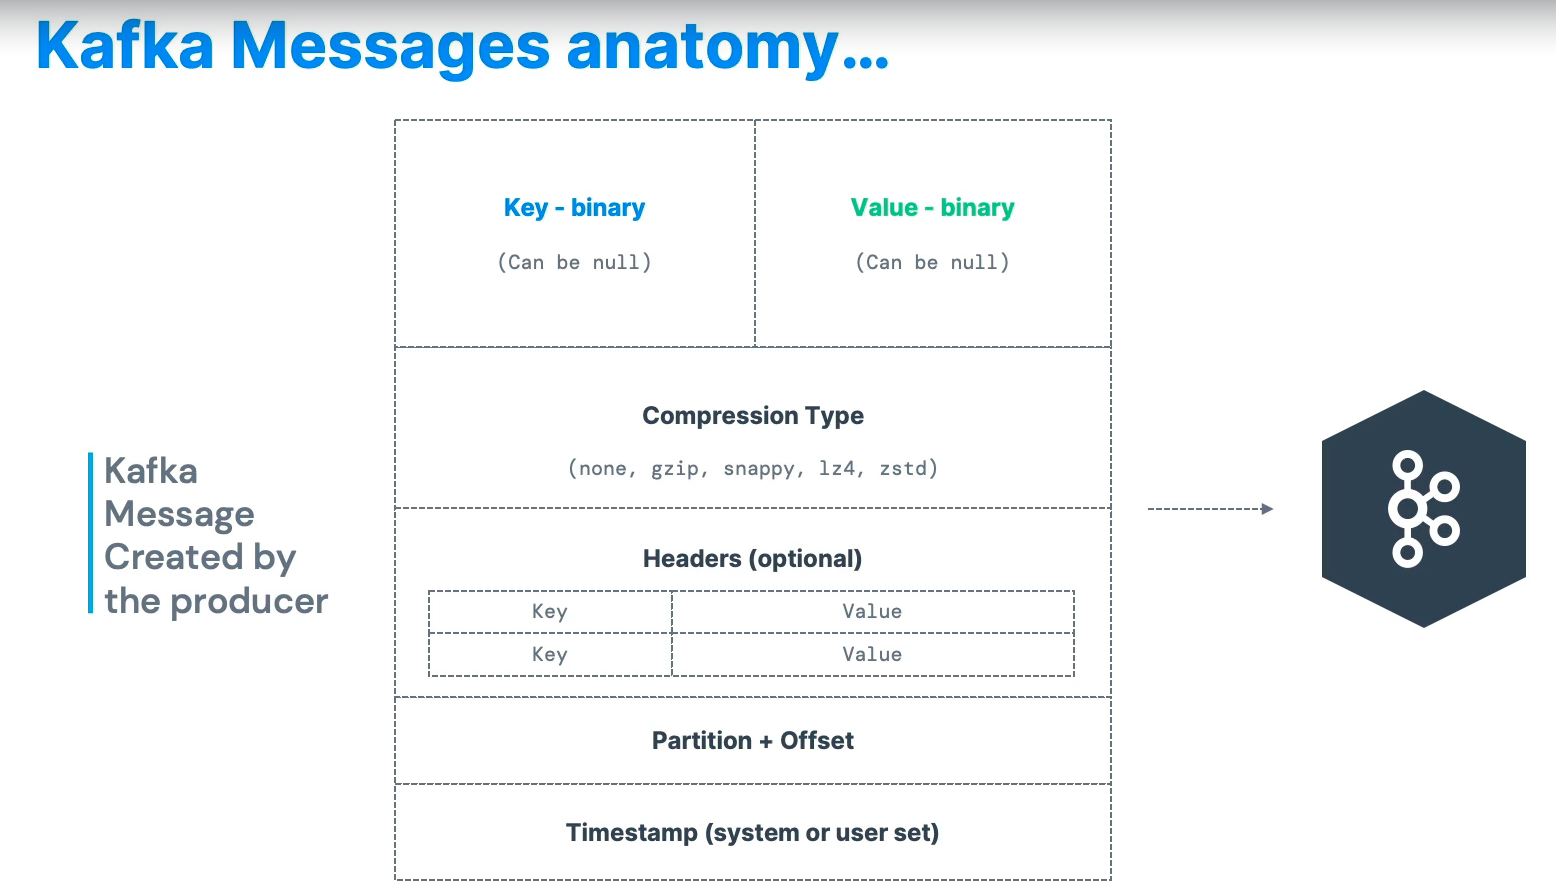 Kafka Messages anatomy...
Key - binary
Value - binary
(Can be null)
(Can be null)
Compression Type
(none, gzip, snappy, lz4, zstd)
Kafka
Message
Created by
the producer
Headers (optional)
Key
Value
Key
Value
Partition + Offset
Timestamp (system or user set)